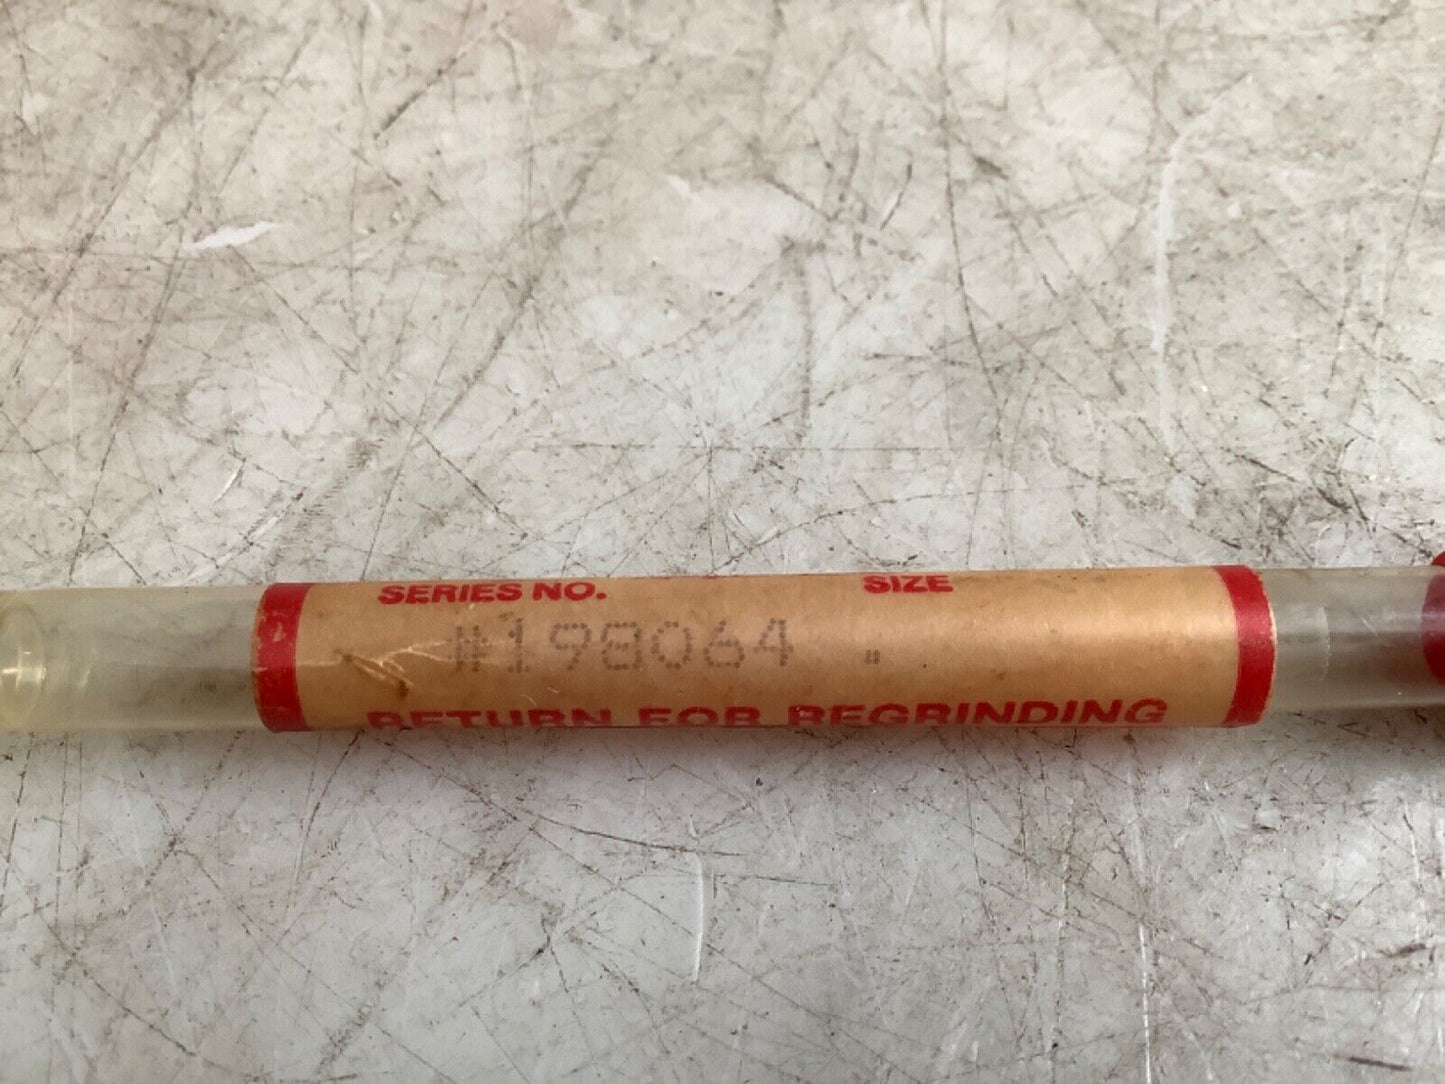 SERIES NO. SIZE
#198064 .
RETURN FOR REGRINDING